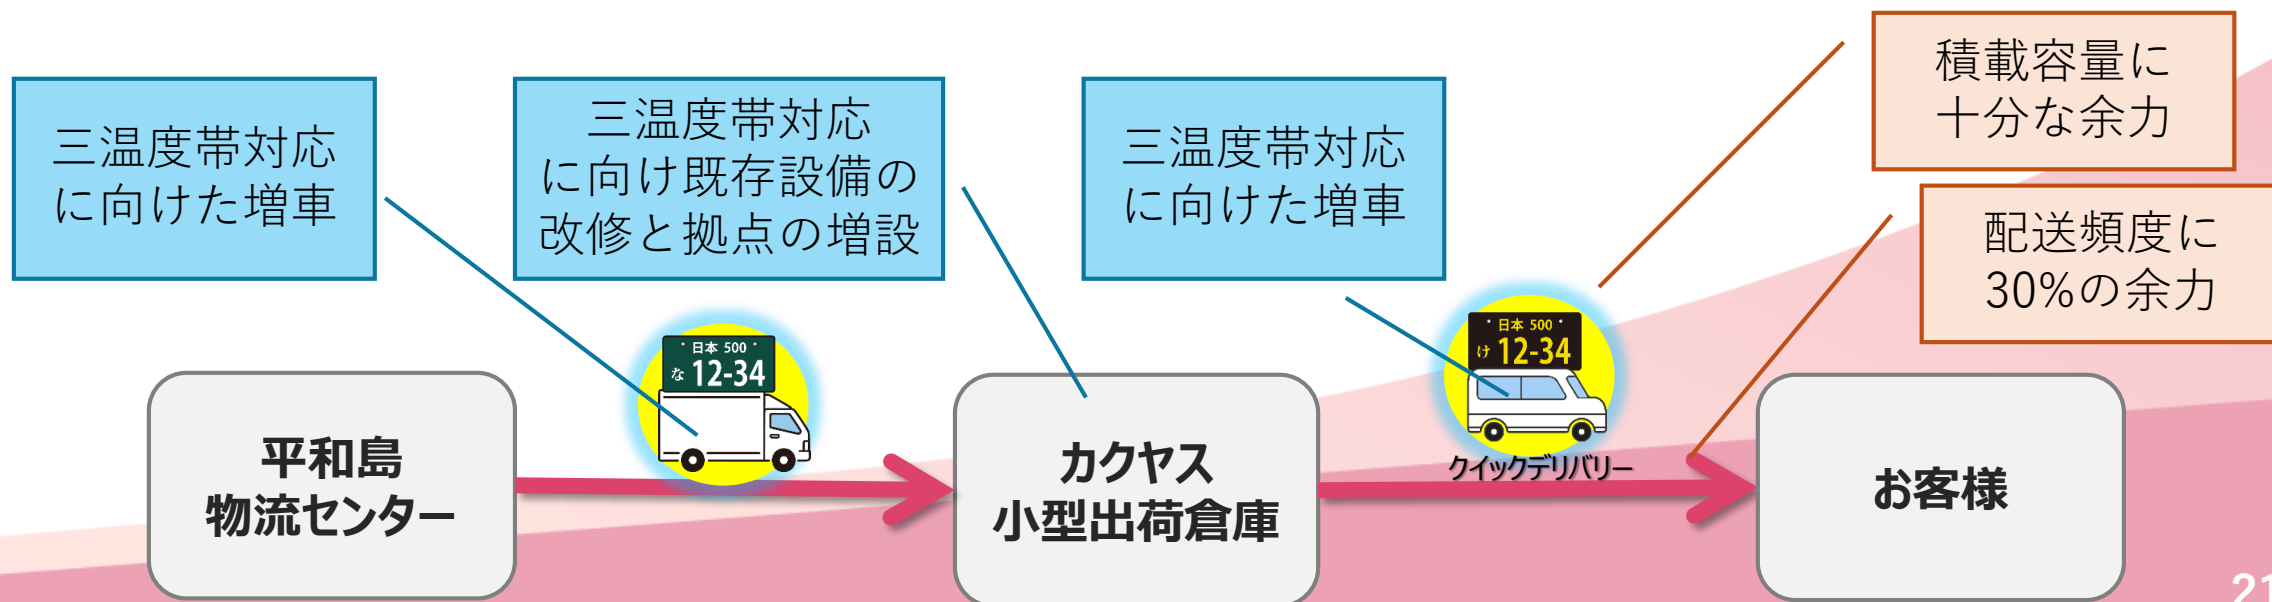 三温度帯対応
に向けた増車
三温度帯対応
に向け既存設備の
改修と拠点の増設
三温度帯対応
に向けた増車
積載容量に
十分な余力
配送頻度に
30%の余力
日本 500
な 12-34
日本 500
け 12-34
クイックデリバリー
平和島
物流センター
カクヤス
小型出荷倉庫
お客様
21